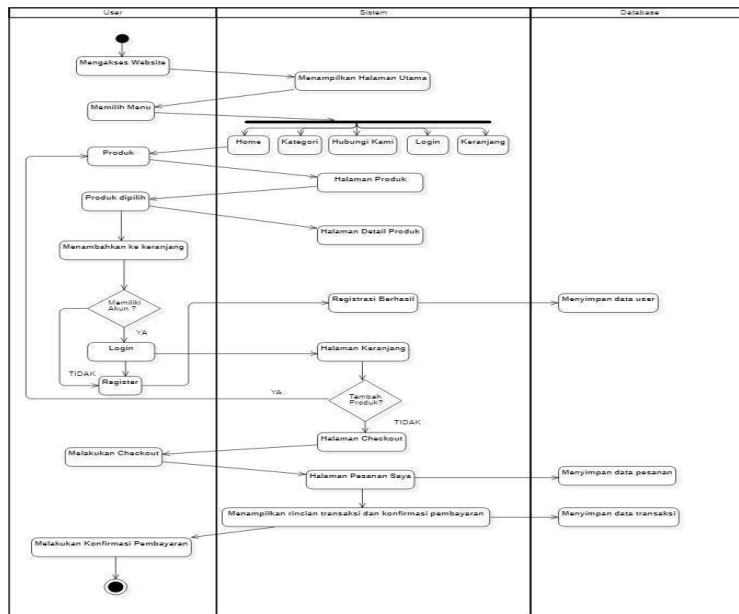 User
Sistem
Database
Mengakses Website
Menampilkan Halaman Utama
Memilih Menu
Home
Kategori
Hubungi Kami
Login
Keranjang
Produk
Halaman Produk
Produk dipilih
Halaman Detail Produk
Menambahkan ke keranjang
Memiliki
Akun ?
Registrasi Berhasil
Menyimpan data user
YA
Login
Halaman Keranjang
TIDAK
Register
YA
Tambah
Produk?
TIDAK
Halaman Checkout
Melakukan Checkout
Halaman Pesanan Saya
Menyimpan data pesanan
Menampilkan rincian transaksi dan konfirmasi pembayaran
Menyimpan data transaksi
Melakukan Konfirmasi Pembayaran